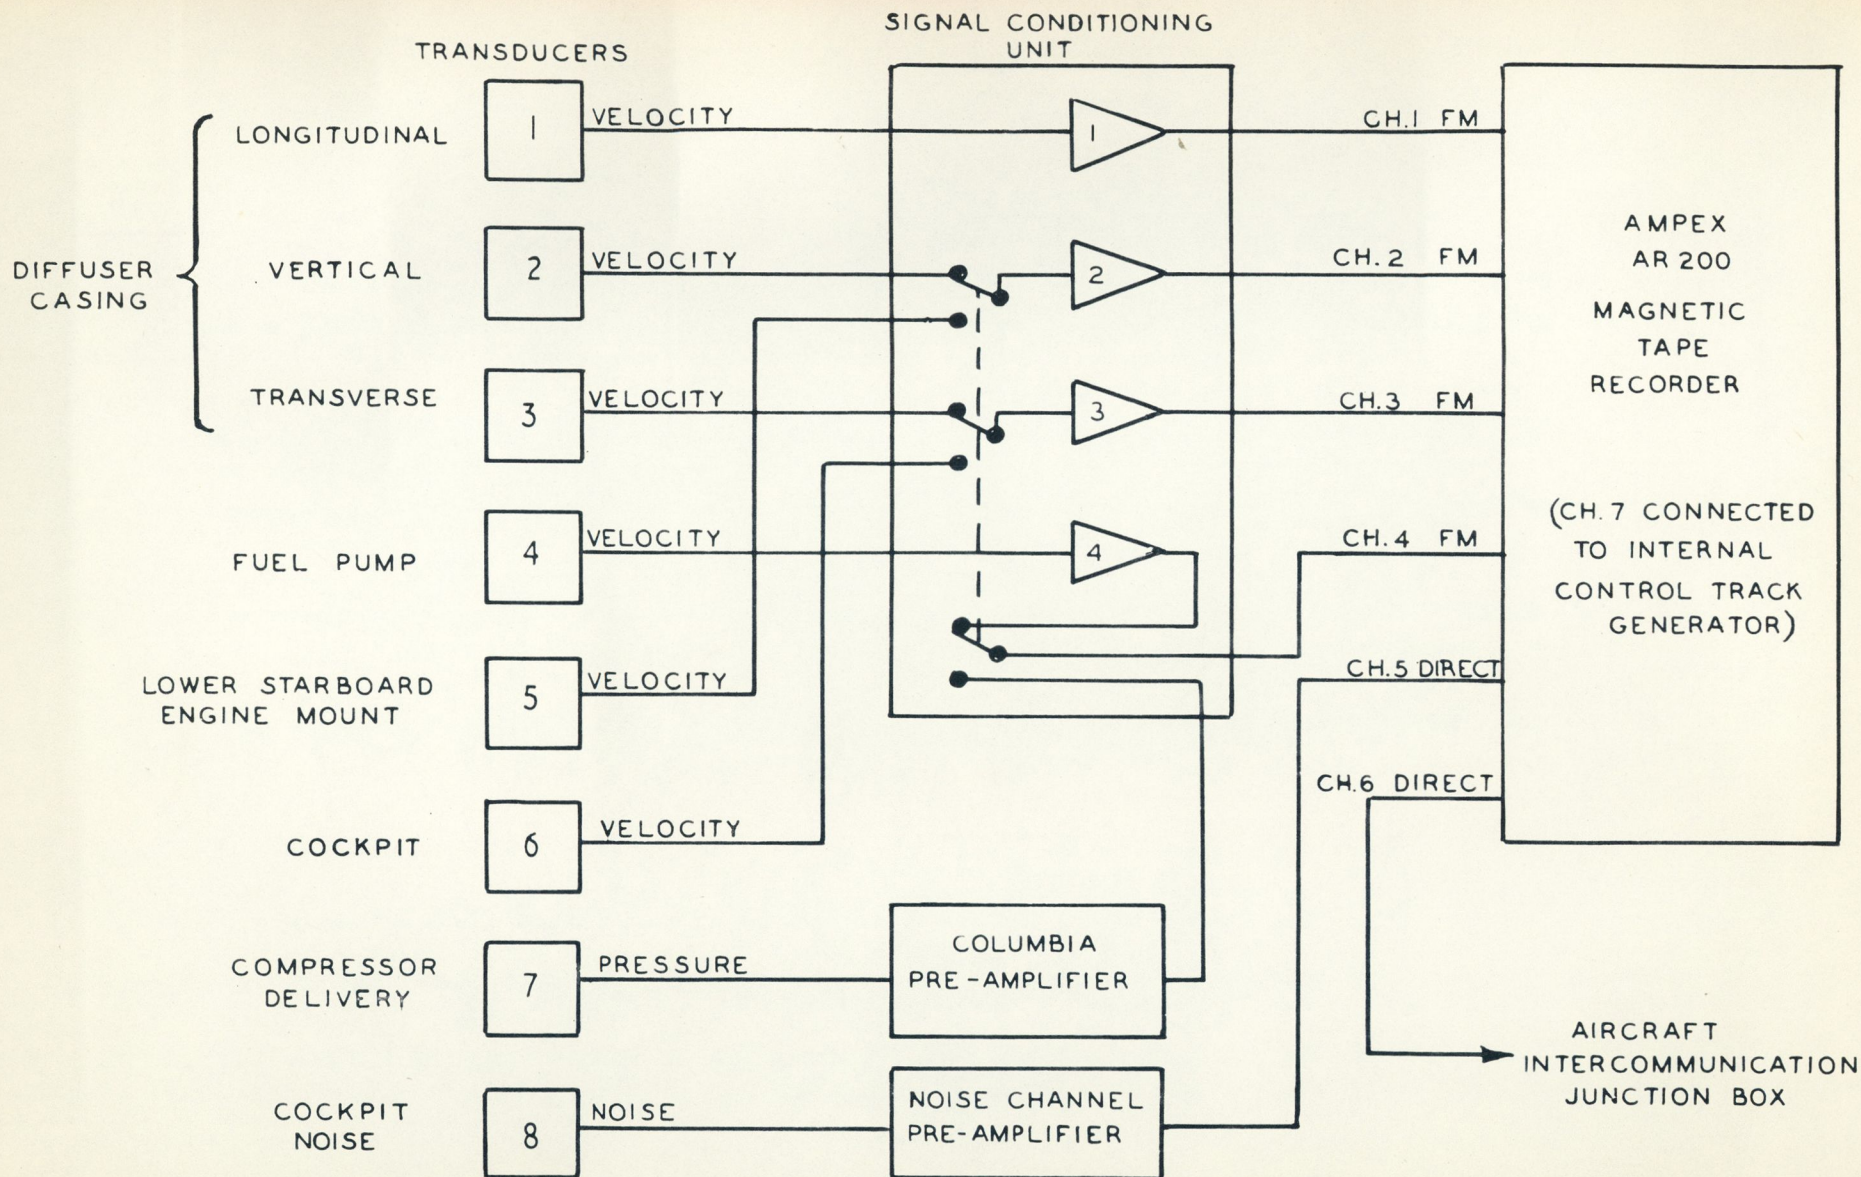 SIGNAL CONDITIONING
UNIT
TRANSDUCERS
DIFFUSER
CASING
LONGITUDINAL
1
VELOCITY
1
CH.1 FM
VERTICAL
2
VELOCITY
2
CH.2 FM
TRANSVERSE
3
VELOCITY
3
CH.3 FM
FUEL PUMP
4
VELOCITY
4
CH.4 FM
LOWER STARBOARD
ENGINE MOUNT
5
VELOCITY
CH.5 DIRECT
COCKPIT
6
VELOCITY
CH.6 DIRECT
COMPRESSOR
DELIVERY
7
PRESSURE
COLUMBIA
PRE-AMPLIFIER
COCKPIT
NOISE
8
NOISE
NOISE CHANNEL
PRE-AMPLIFIER
AMPEX
AR 200
MAGNETIC
TAPE
RECORDER
(CH.7 CONNECTED
TO INTERNAL
CONTROL TRACK
GENERATOR)
AIRCRAFT
INTERCOMMUNICATION
JUNCTION BOX